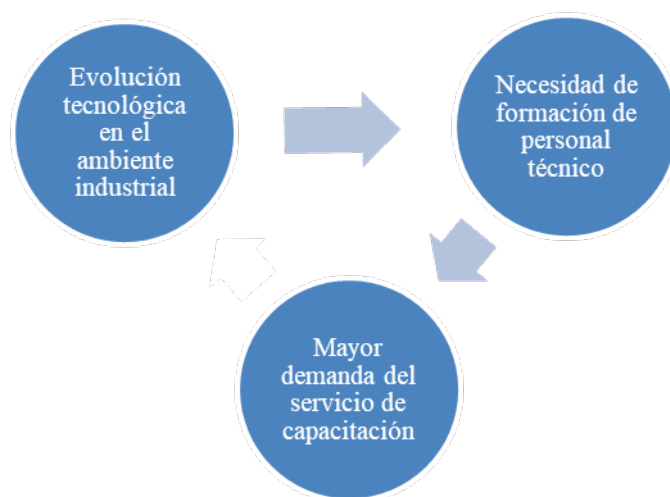 Evolución
tecnológica
en el
ambiente
industrial
Necesidad de
formación de
personal
técnico
Mayor
demanda del
servicio de
capacitación